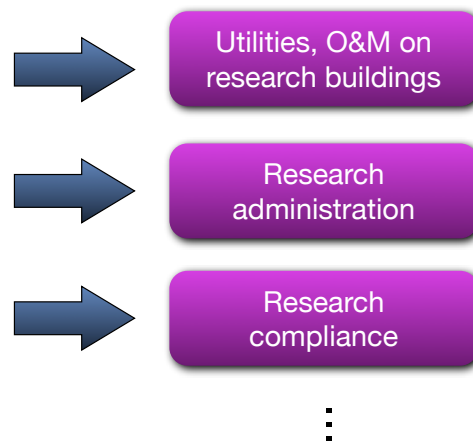 Utilities, O&M on
research buildings
Research
administration
Research
compliance
⋮